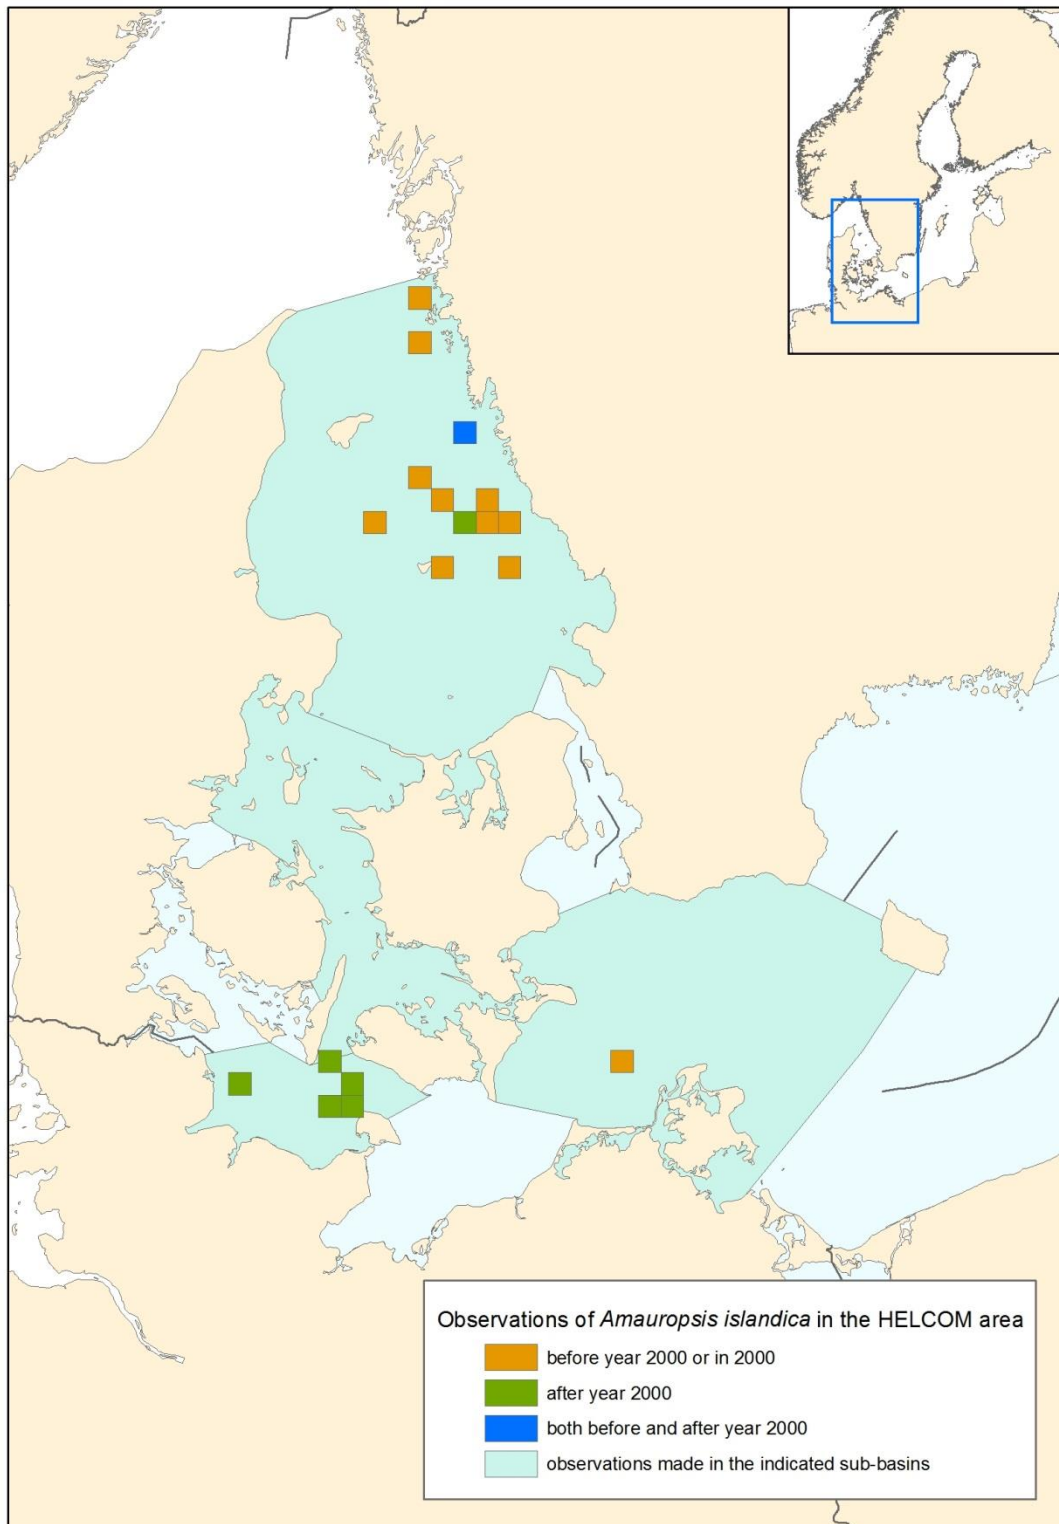 Observations of Amauropsis islandica in the HELCOM area
before year 2000 or in 2000
after year 2000
both before and after year 2000
observations made in the indicated sub-basins